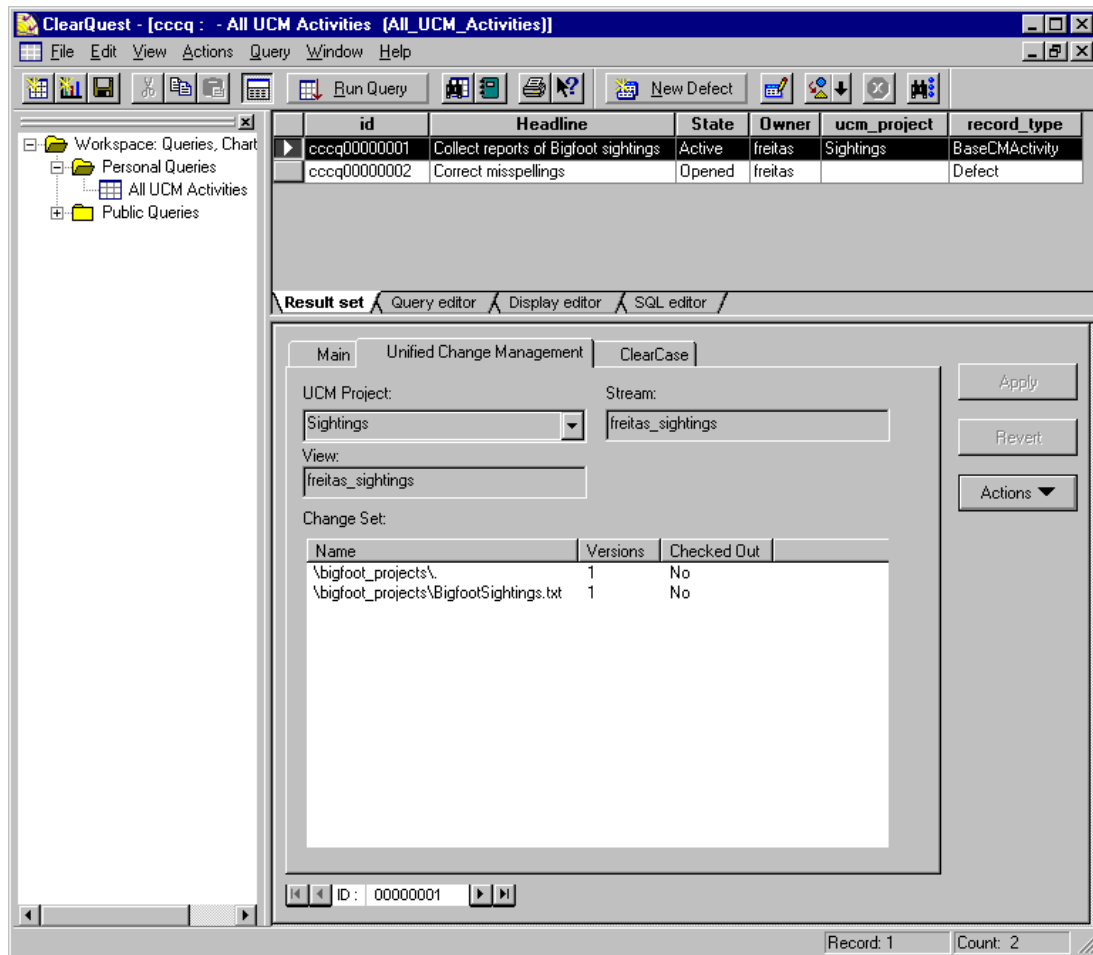 ClearQuest - [cccq : - All UCM Activities (All_UCM_Activities)]
File Edit View Actions Query Window Help
Run Query New Defect
Workspace: Queries, Chart
Personal Queries
All UCM Activities
Public Queries
id Headline State Owner ucm_project record_type
cccq00000001 Collect reports of Bigfoot sightings Active freitas Sightings BaseCMActivity
cccq00000002 Correct misspellings Opened freitas Defect
Result set Query editor Display editor SQL editor
Main Unified Change Management ClearCase
UCM Project: Stream:
Sightings freitas_sightings
View:
freitas_sightings
Change Set:
Name Versions Checked Out
\bigfoot_projects\. 1 No
\bigfoot_projects\BigfootSightings.txt 1 No
Apply
Revert
Actions
ID : 00000001
Record: 1 Count: 2